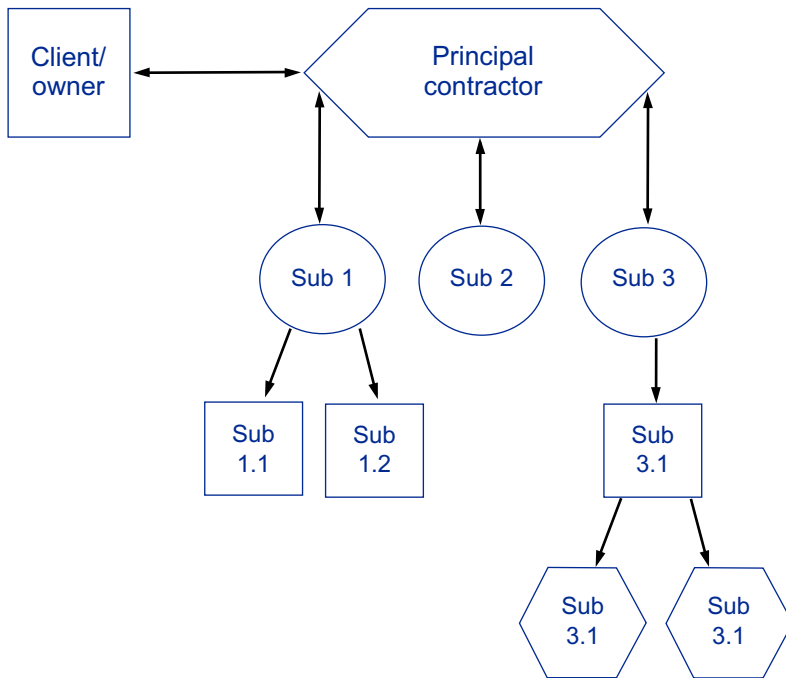 Client/
owner
Principal
contractor
Sub 1
Sub 2
Sub 3
Sub
1.1
Sub
1.2
Sub
3.1
Sub
3.1
Sub
3.1